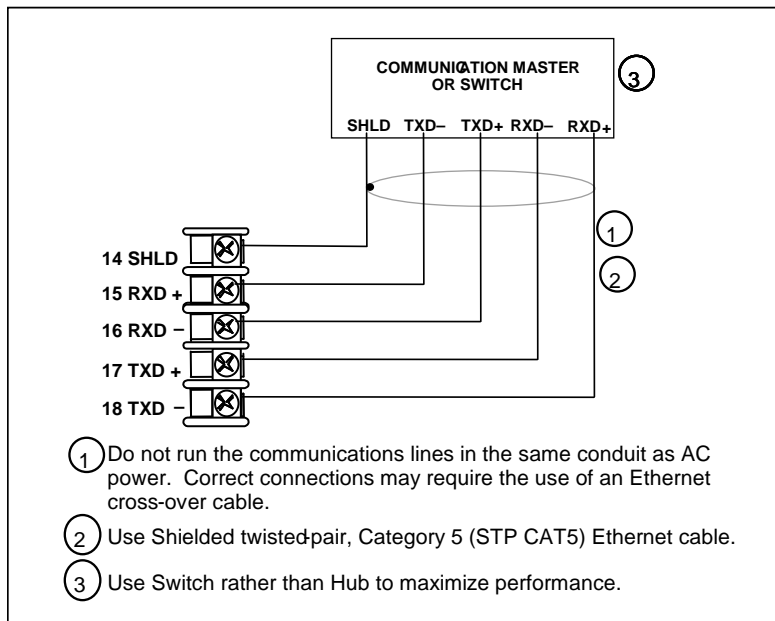 COMMUNICATION MASTER
OR SWITCH
3
SHLD TXD– TXD+ RXD– RXD+
1
2
14 SHLD
15 RXD +
16 RXD –
17 TXD +
18 TXD –
1 Do not run the communications lines in the same conduit as AC
power. Correct connections may require the use of an Ethernet
cross-over cable.
2 Use Shielded twisted-pair, Category 5 (STP CAT5) Ethernet cable.
3 Use Switch rather than Hub to maximize performance.